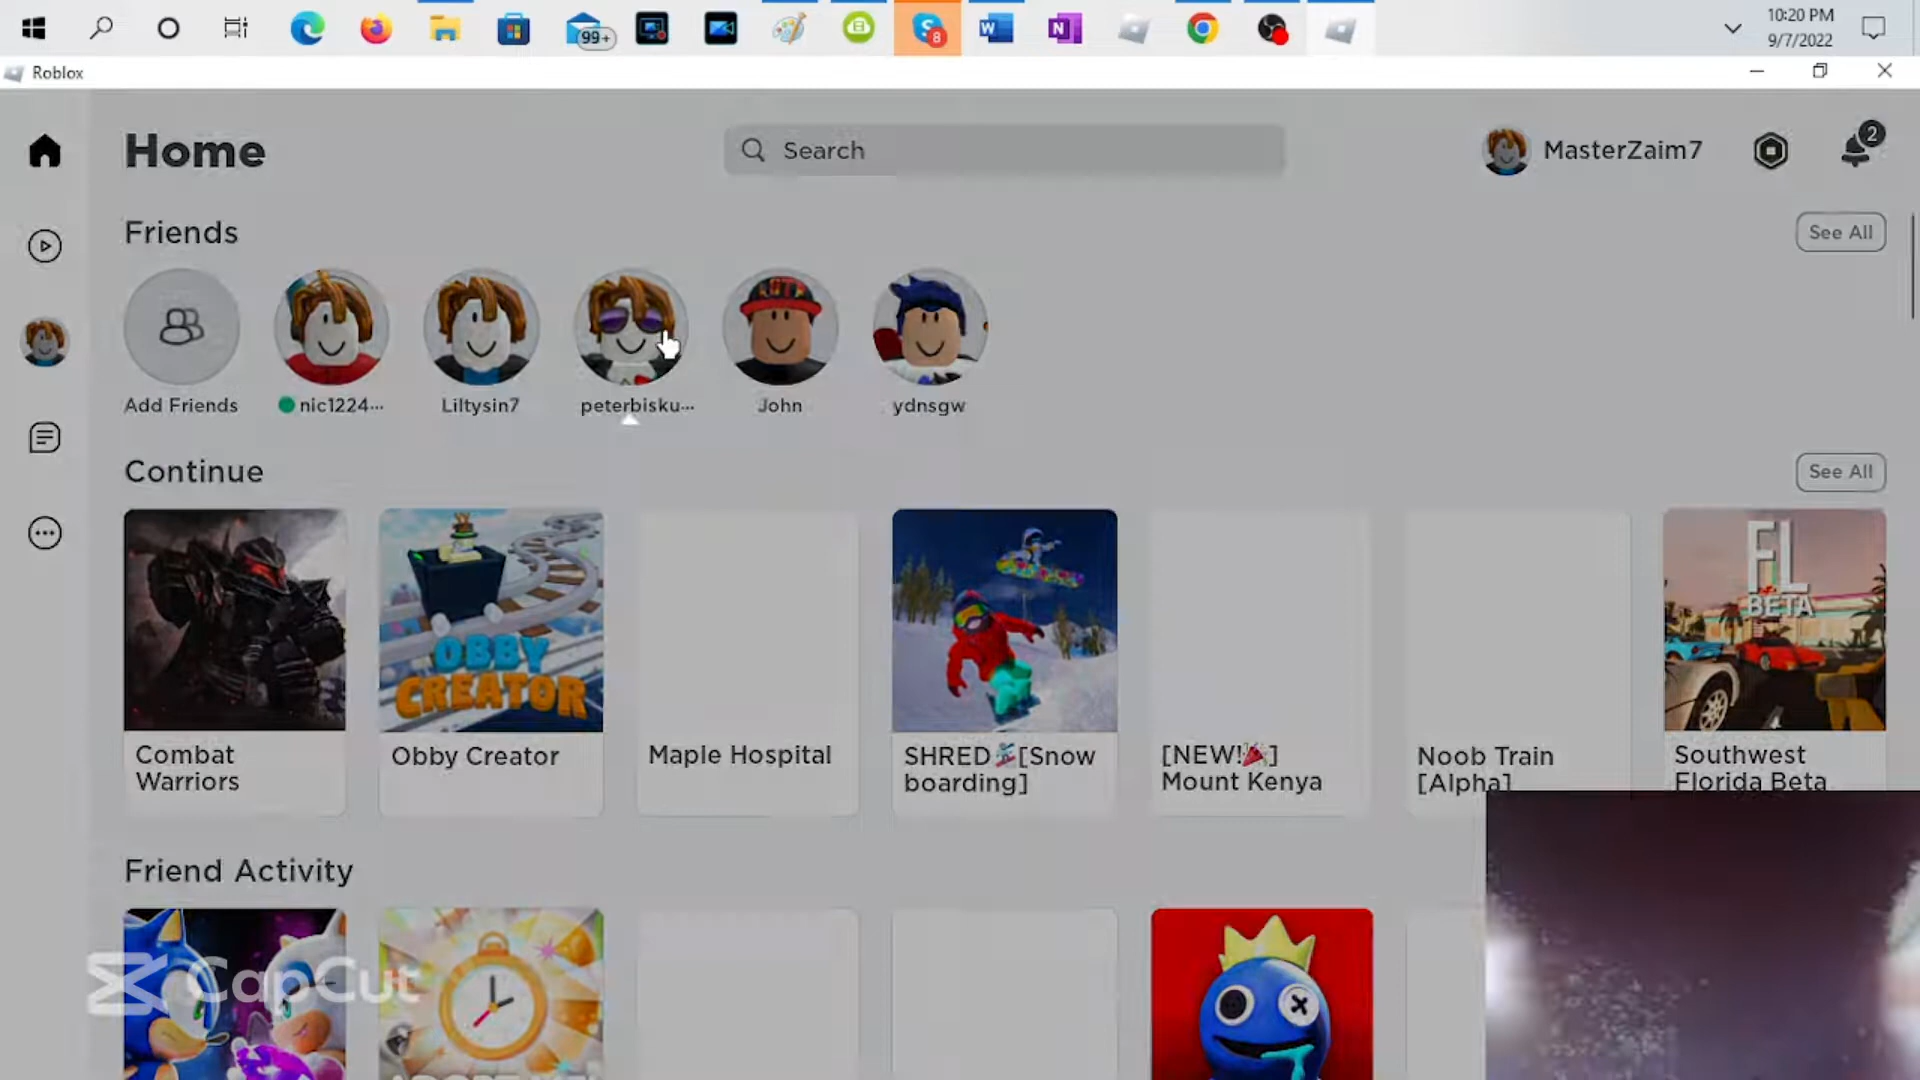 99+
8
10:20 PM
9/7/2022
Roblox
Home
Search
MasterZaim7
2
Friends
See All
Add Friends
nic1224...
Liltysin7
peterbisku...
John
ydnsgw
Continue
See All
OBBY
CREATOR
FL
BETA
Combat
Warriors
Obby Creator
Maple Hospital
SHRED🏂[Snow
boarding]
[NEW!🎉]
Mount Kenya
Noob Train
[Alpha]
Southwest
Florida Beta
Friend Activity
CapCut